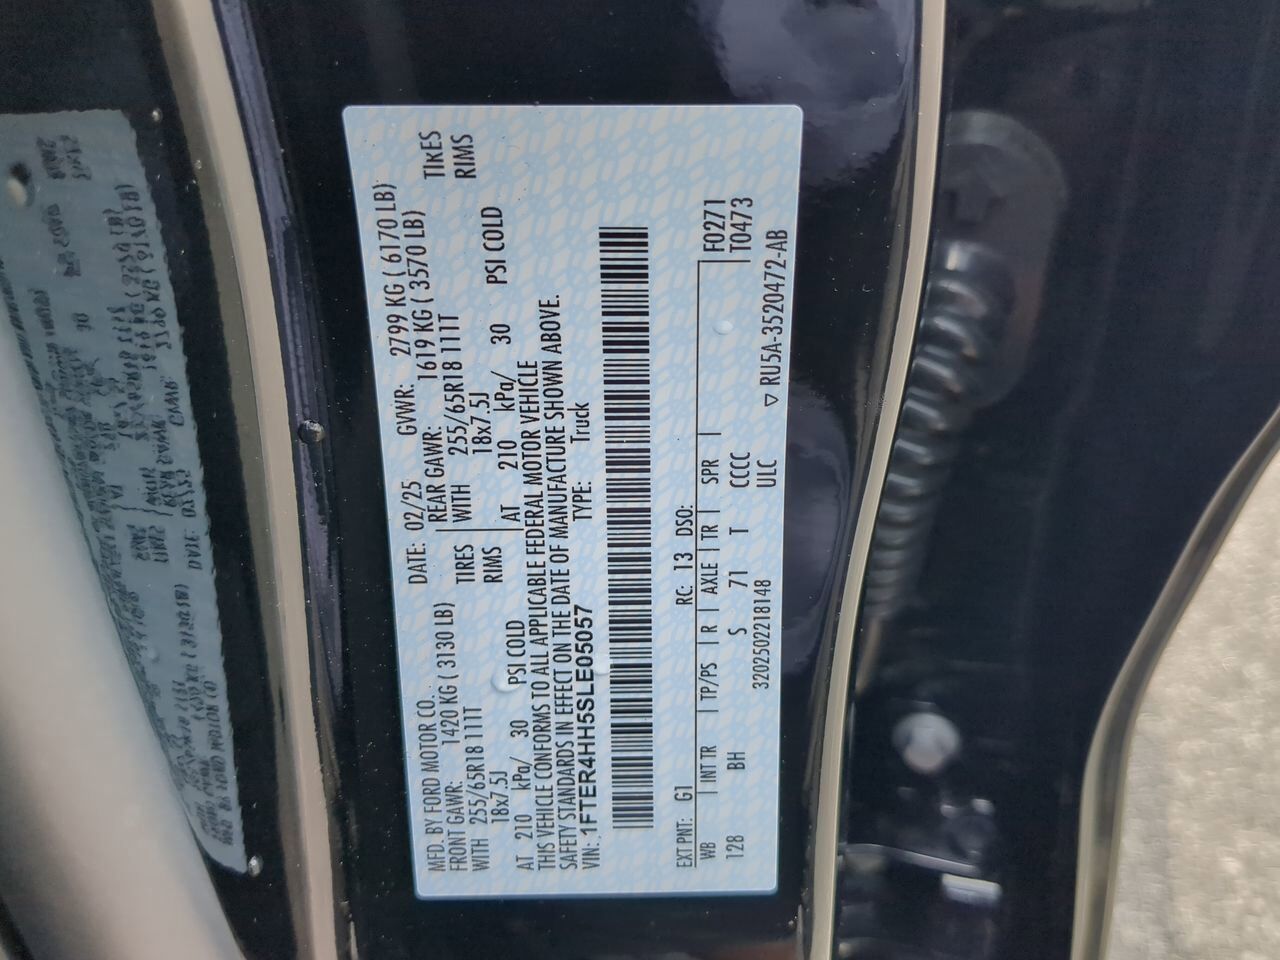 MFD. BY FORD MOTOR CO.
DATE: 02/25 GVWR: 2799 KG ( 6170 LB)
FRONT GAWR: 1420 KG ( 3130 LB) REAR GAWR: 1619 KG ( 3570 LB)
WITH 255/65R18 111T TIRES WITH 255/65R18 111T TIRES
18x7.5J RIMS 18x7.5J RIMS
AT 210 kPa/ 30 PSI COLD AT 210 kPa/ 30 PSI COLD
THIS VEHICLE CONFORMS TO ALL APPLICABLE FEDERAL MOTOR VEHICLE
SAFETY STANDARDS IN EFFECT ON THE DATE OF MANUFACTURE SHOWN ABOVE.
VIN: 1FTER4HH5SLE05057 TYPE: Truck
EXT PNT: G1 RC: 13 DSO: F0271
WB | INT TR | TP/PS | R | AXLE | TR | SPR | T0473
128 BH S 71 T CCCC
3202502218148 ULC ▽ RU5A-3520472-AB